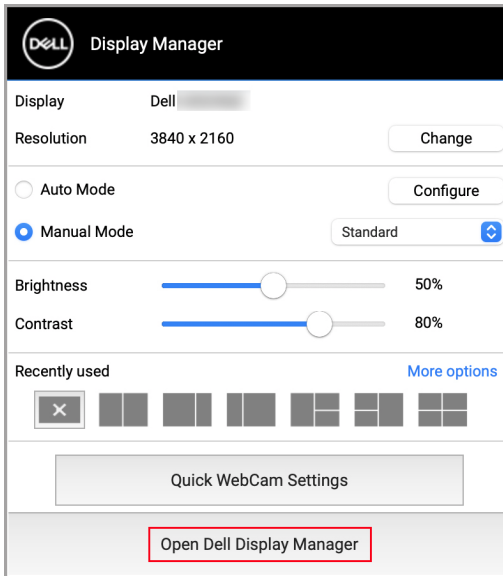 DELL Display Manager
Display Dell
Resolution 3840 x 2160 Change
Auto Mode Configure
Manual Mode Standard
Brightness 50%
Contrast 80%
Recently used More options
Quick WebCam Settings
Open Dell Display Manager